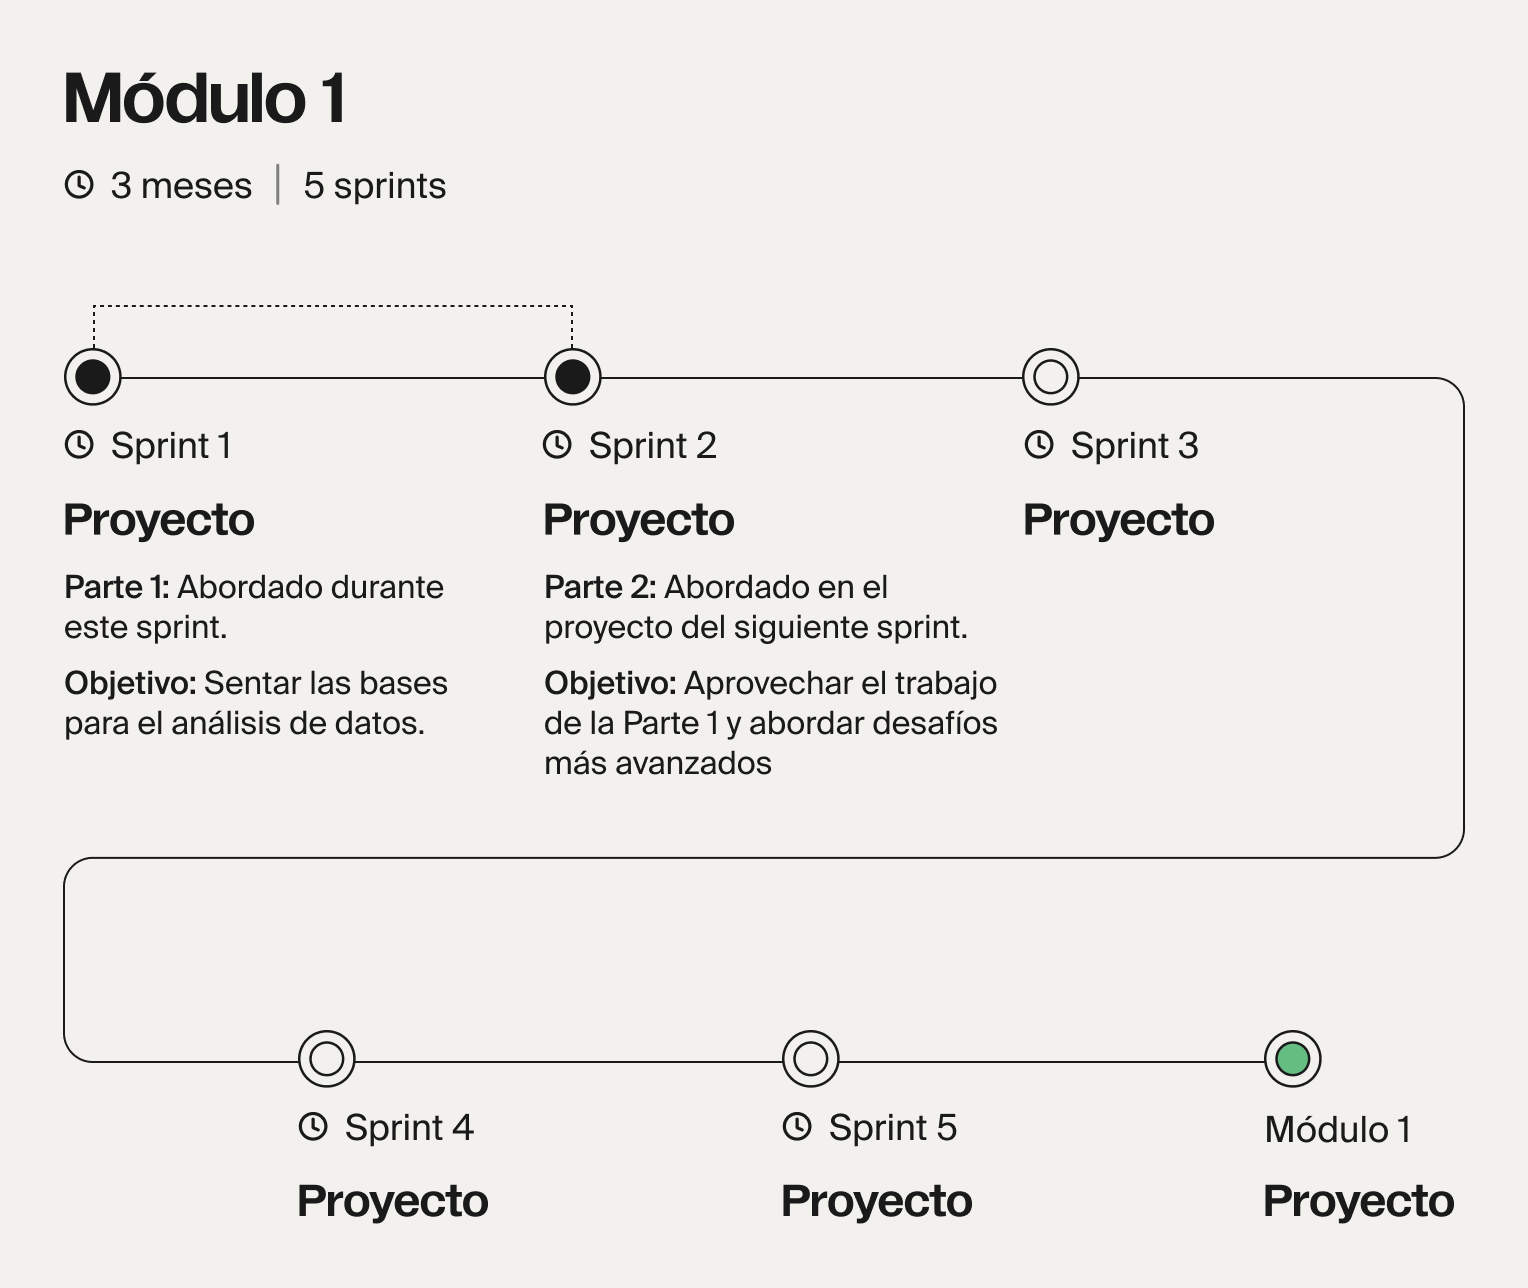 Módulo 1
3 meses | 5 sprints
Sprint 1
Sprint 2
Sprint 3
Proyecto
Proyecto
Proyecto
Parte 1: Abordado durante
este sprint.
Objetivo: Sentar las bases
para el análisis de datos.
Parte 2: Abordado en el
proyecto del siguiente sprint.
Objetivo: Aprovechar el trabajo
de la Parte 1 y abordar desafíos
más avanzados
Sprint 4
Sprint 5
Módulo 1
Proyecto
Proyecto
Proyecto